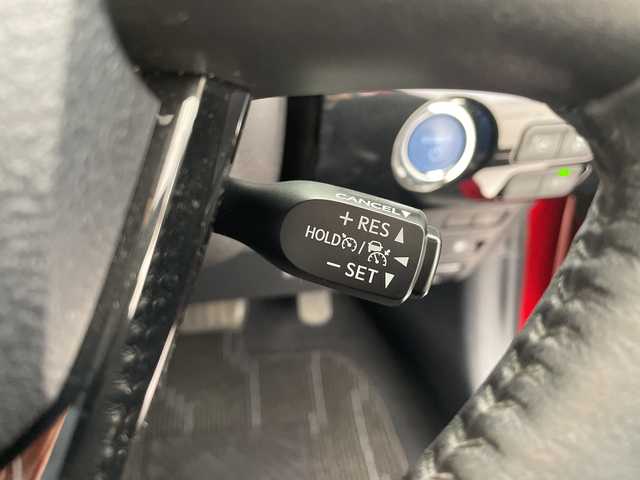 CANCEL
+ RES ▲
HOLD / ◀
− SET ▼